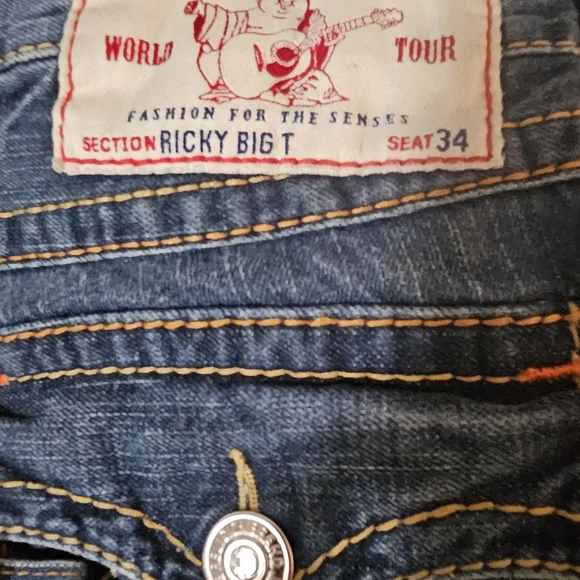 WORLD TOUR
FASHION FOR THE SENSES
SECTION RICKY BIG T SEAT 34